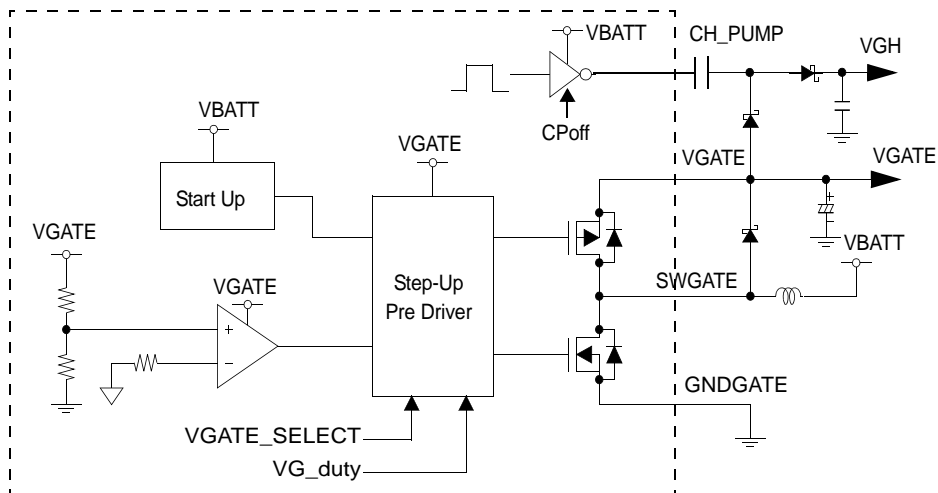 VBATT
CH_PUMP
VGH
CPoff
VBATT
VGATE
VGATE
VGATE
Start Up
VGATE
VBATT
VGATE
Step-Up
Pre Driver
SWGATE
+
−
+
−
GNDGATE
VGATE_SELECT
VG_duty